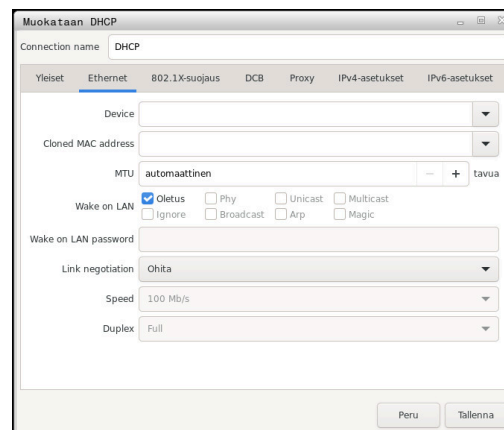 Muokataan DHCP
Connection name DHCP
Yleiset Ethernet 802.1X-suojaus DCB Proxy IPv4-asetukset IPv6-asetukset
Device
Cloned MAC address
MTU automaattinen − + tavua
Wake on LAN Oletus Phy Unicast Multicast
Ignore Broadcast Arp Magic
Wake on LAN password
Link negotiation Ohita
Speed 100 Mb/s
Duplex Full
Peru Tallenna